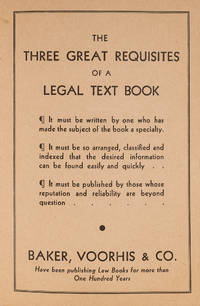 THE
THREE GREAT REQUISITES
OF A
LEGAL TEXT BOOK
¶ It must be written by one who has
made the subject of the book a specialty.
¶ It must be so arranged, classified and
indexed that the desired information
can be found easily and quickly . .
¶ It must be published by those whose
reputation and reliability are beyond
question . . . . . .
BAKER, VOORHIS & CO.
Have been publishing Law Books for more than
One Hundred Years